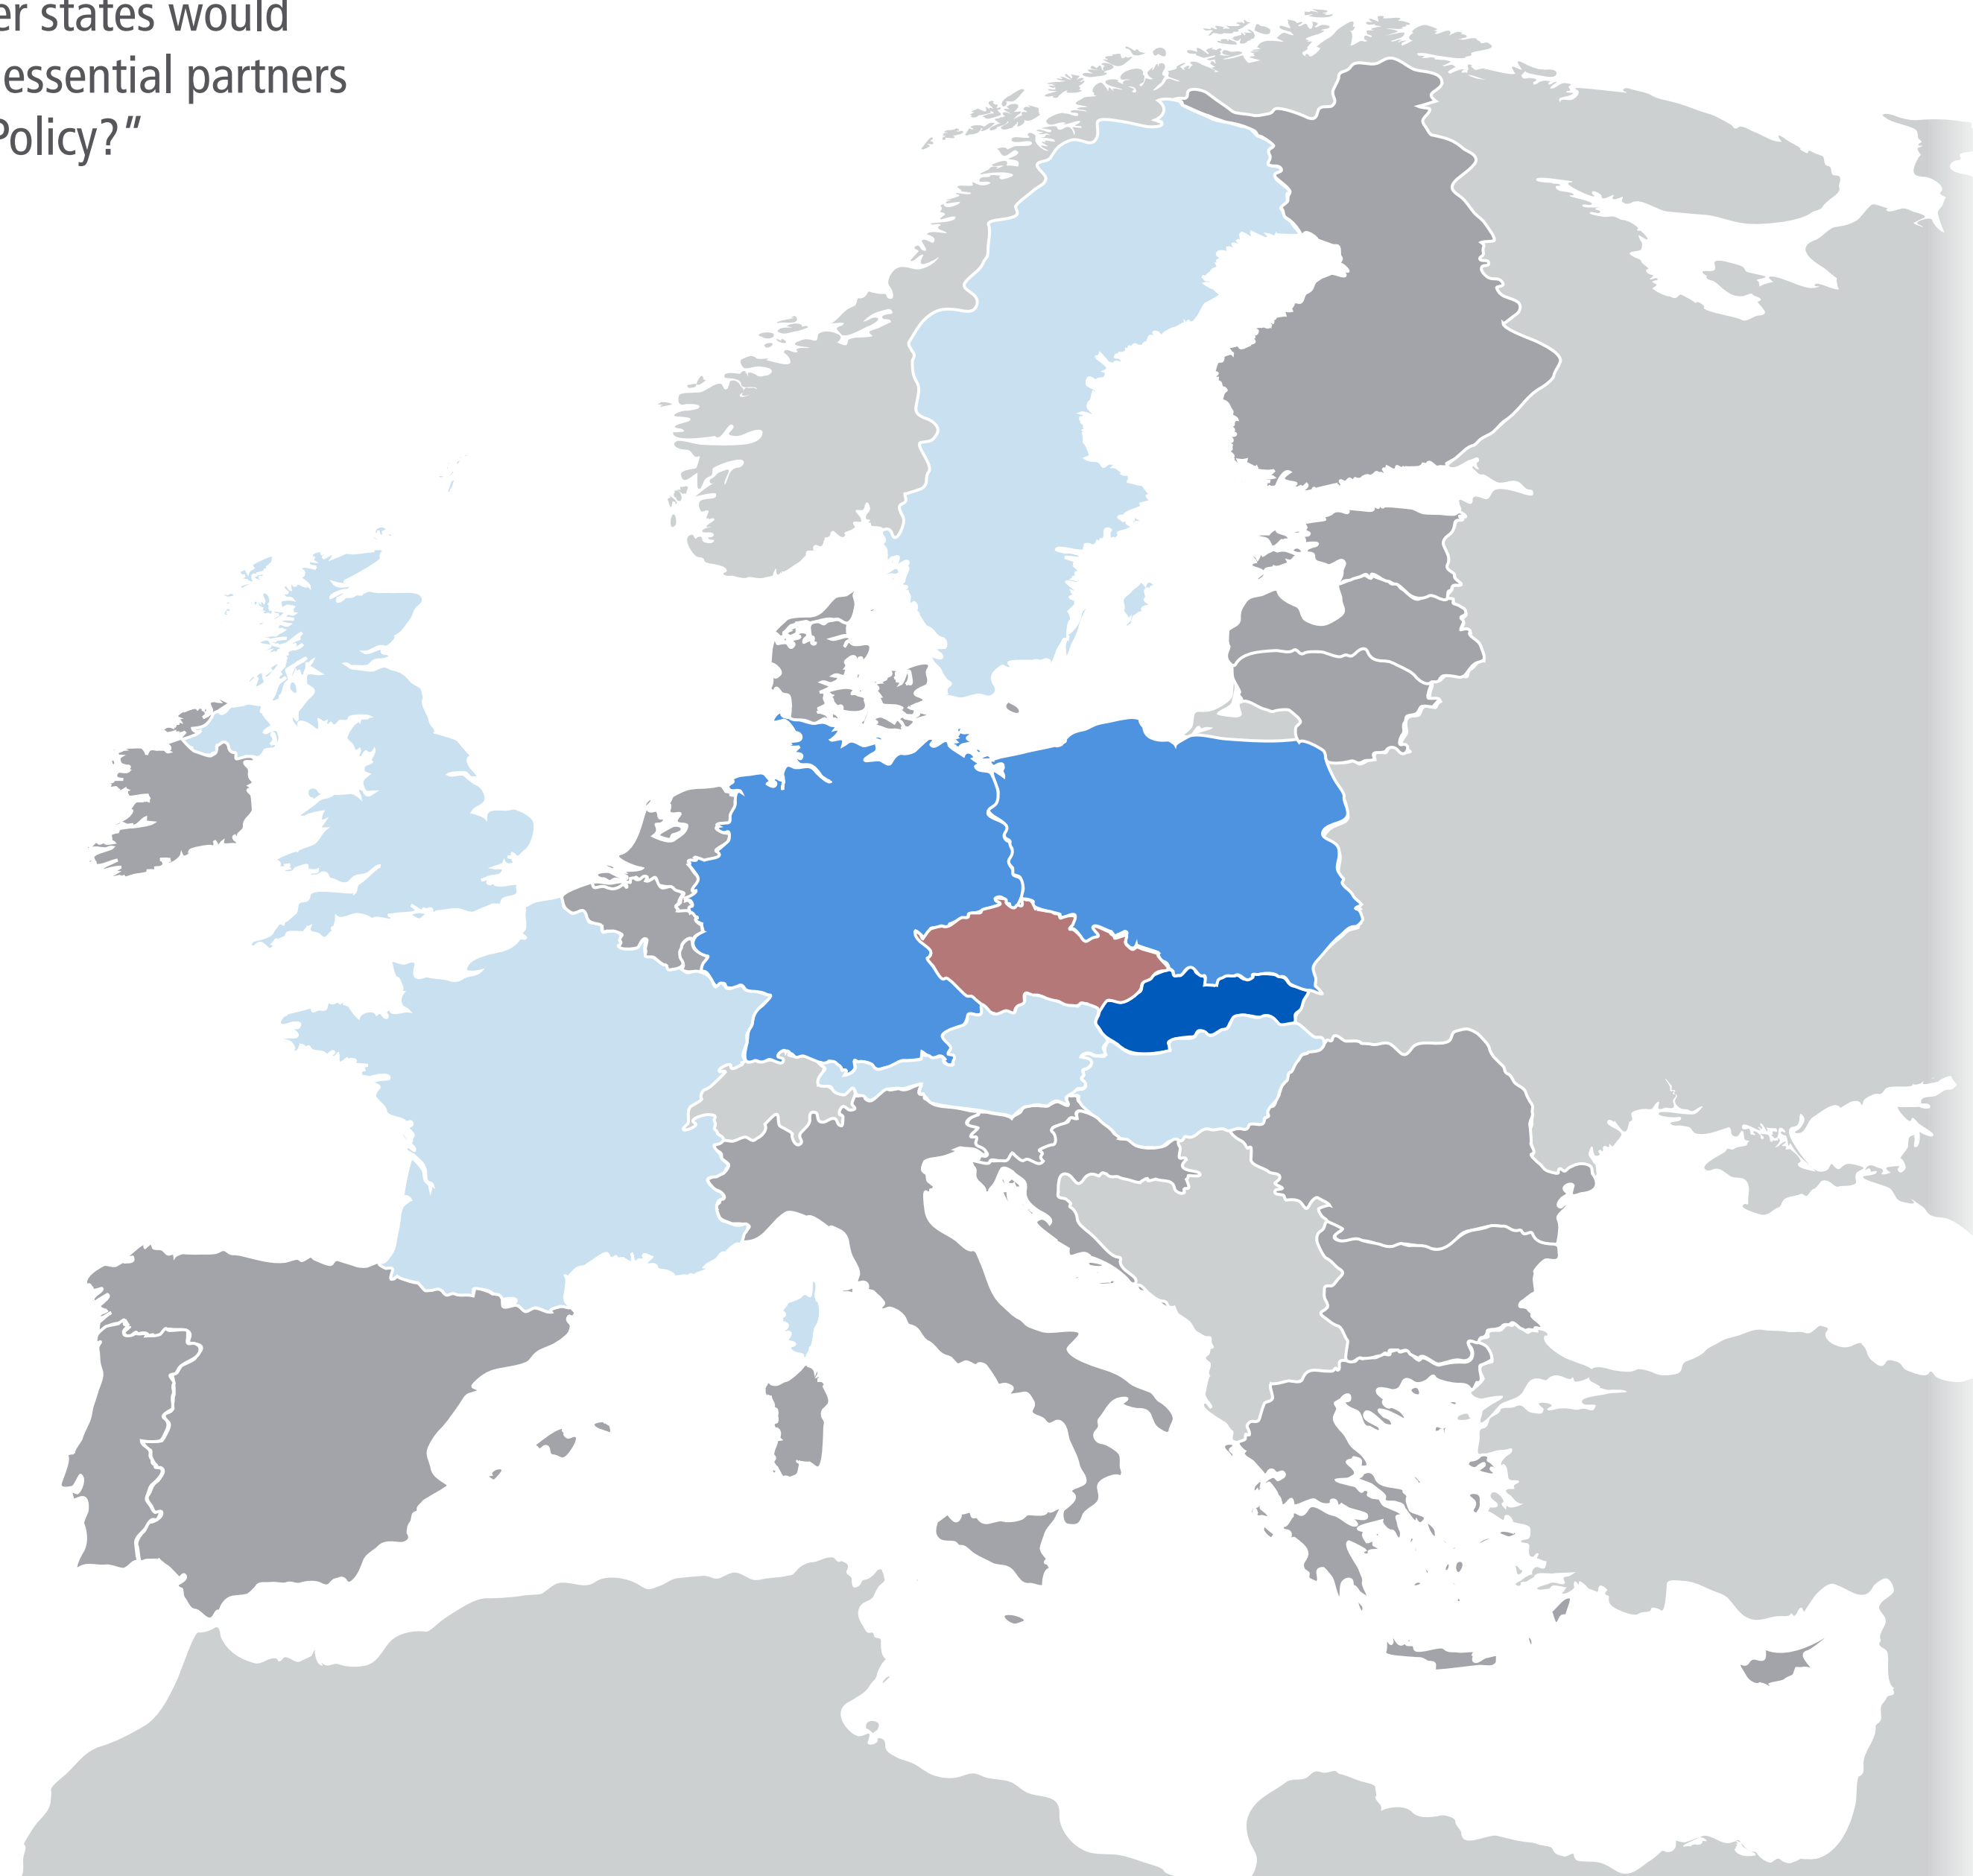 er states would
essential partners
Policy?”